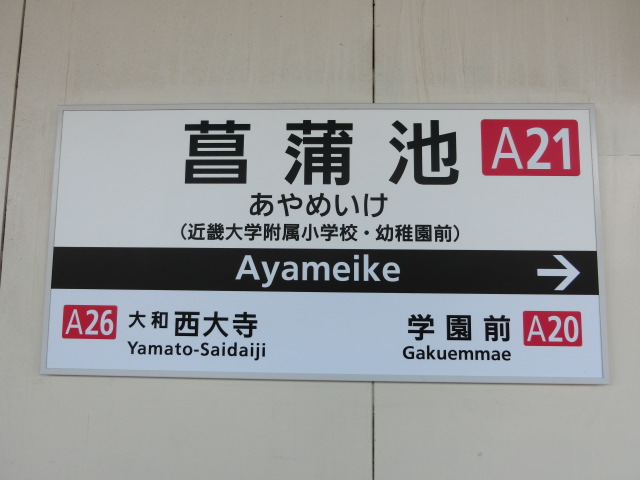 菖蒲池 A21
あやめいけ
（近畿大学附属小学校・幼稚園前）
Ayameike →
A26 大和西大寺 学園前 A20
Yamato-Saidaiji Gakuemmae